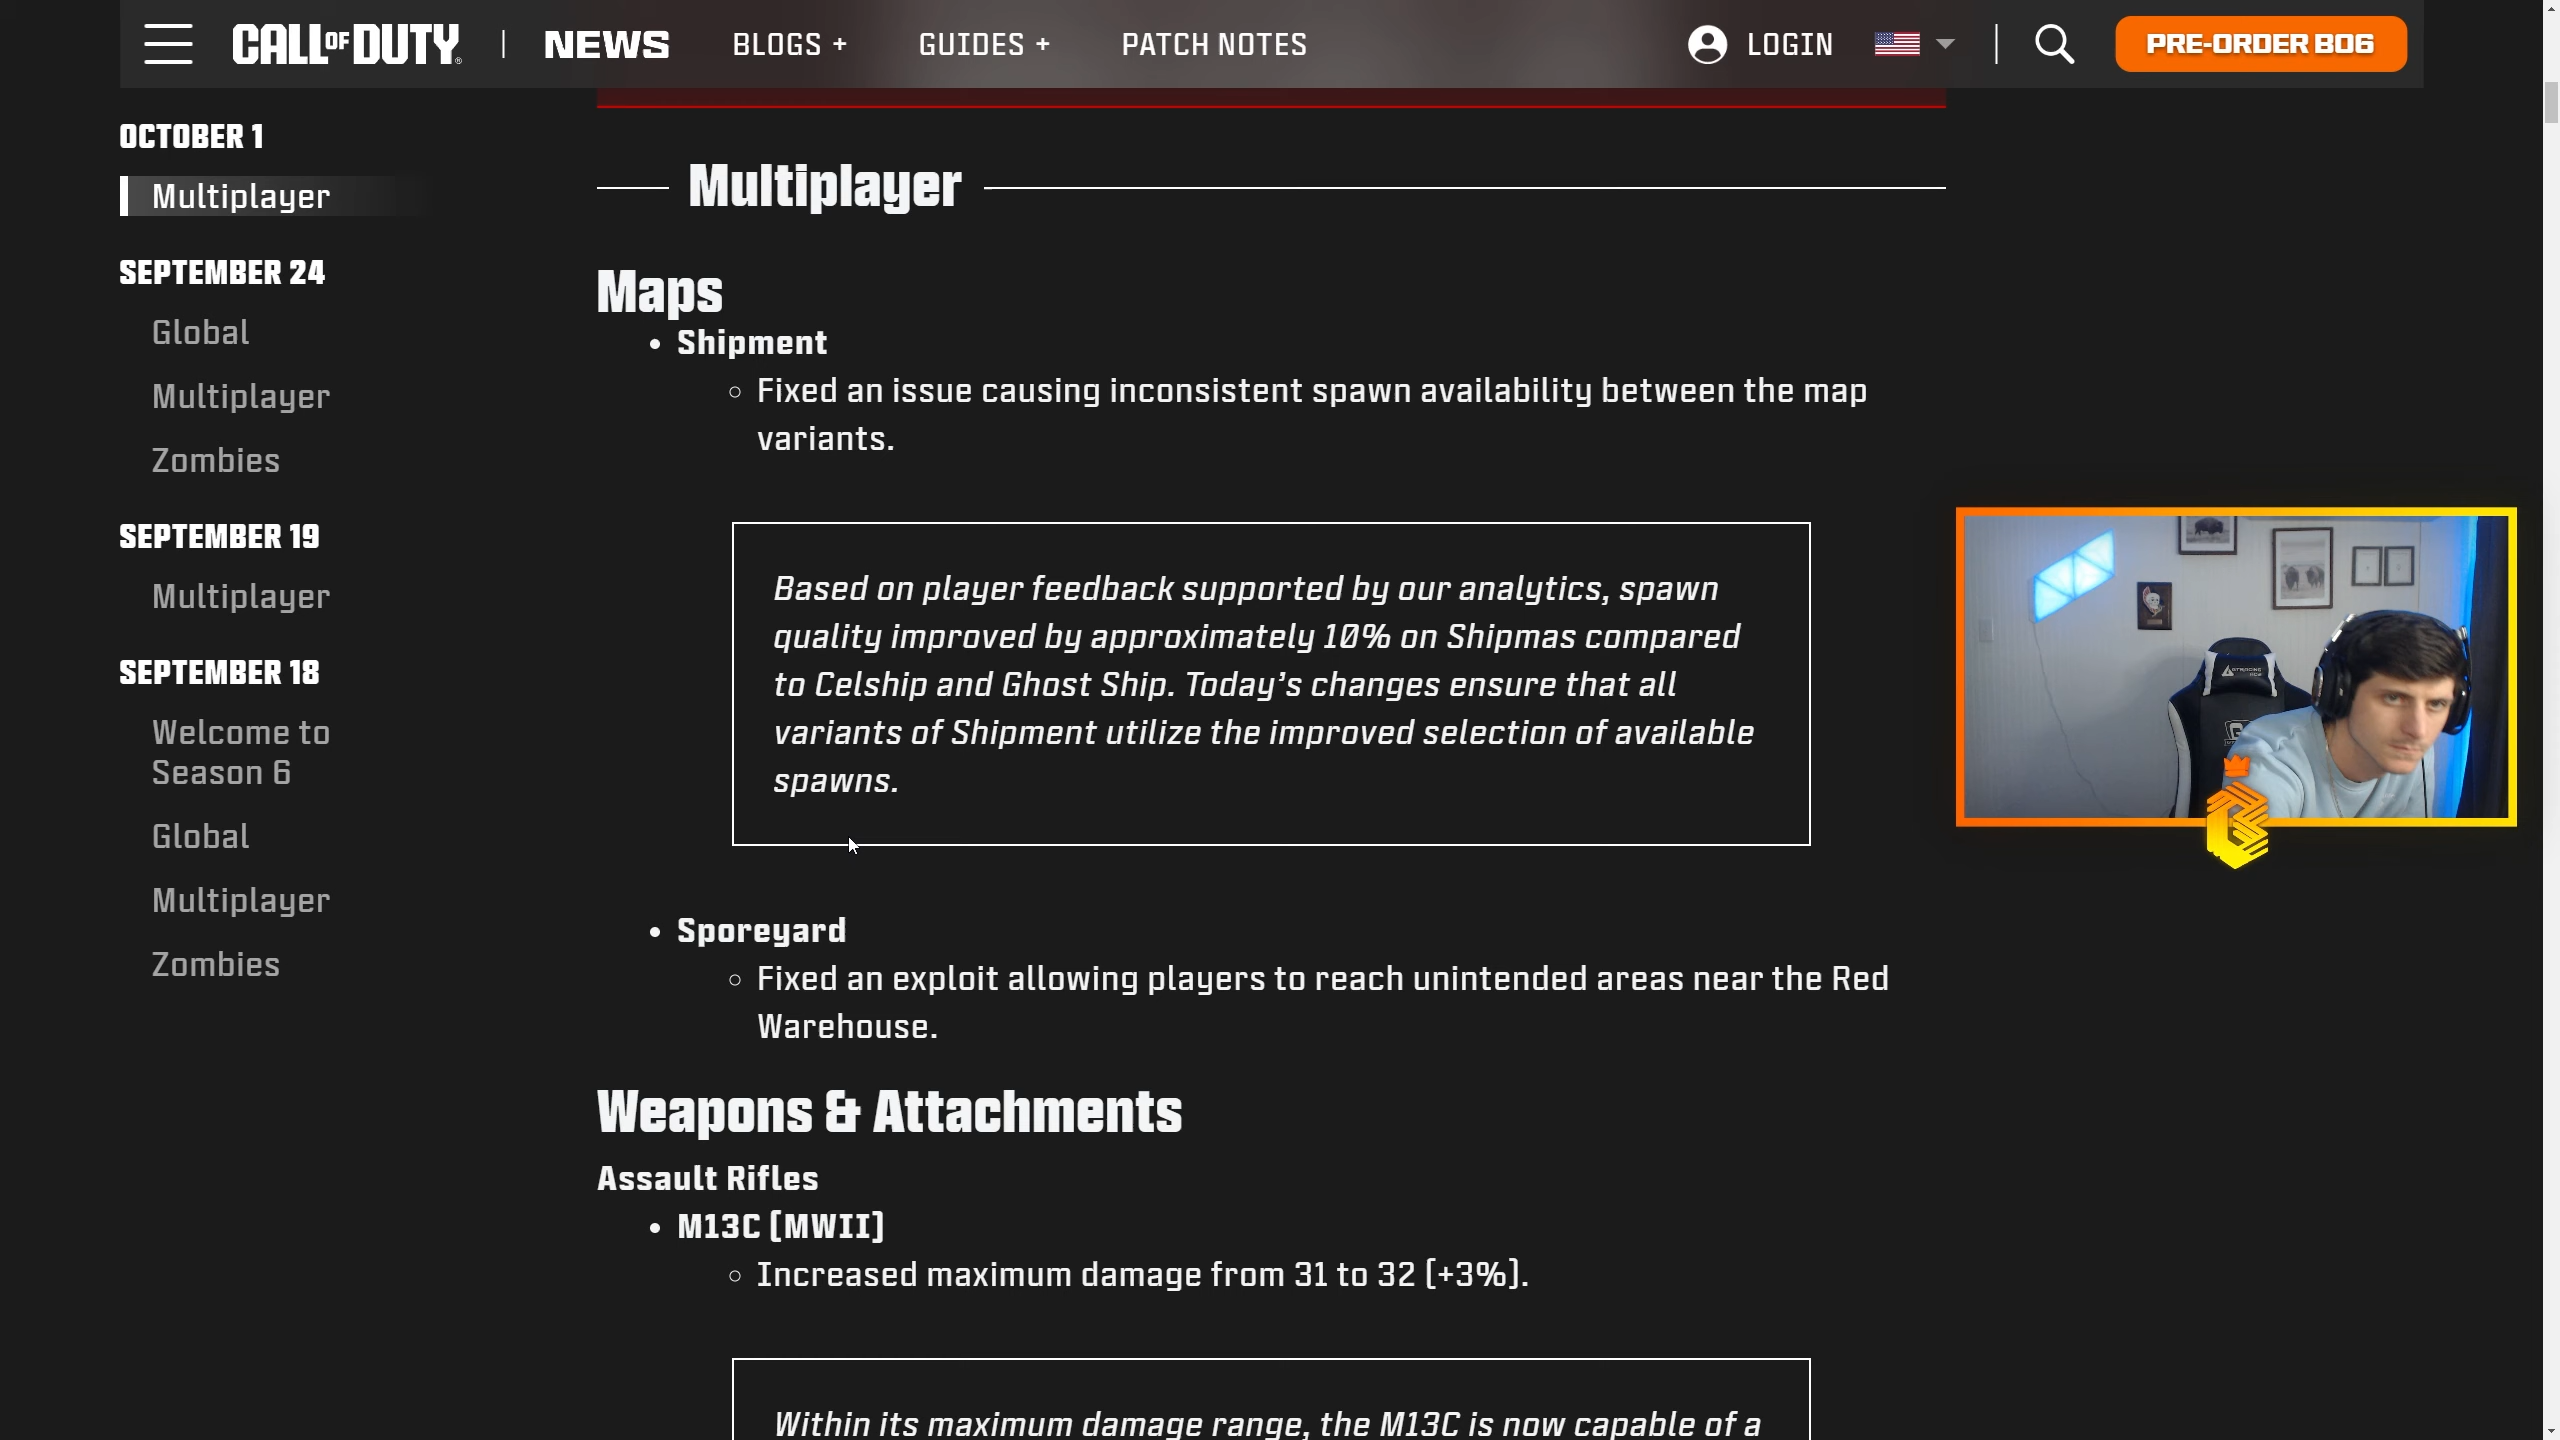 CALL OF DUTY | NEWS BLOGS + GUIDES + PATCH NOTES LOGIN PRE-ORDER BO6
OCTOBER 1
Multiplayer
SEPTEMBER 24
Global
Multiplayer
Zombies
SEPTEMBER 19
Multiplayer
SEPTEMBER 18
Welcome to
Season 6
Global
Multiplayer
Zombies
Multiplayer
Maps
• Shipment
◦ Fixed an issue causing inconsistent spawn availability between the map
variants.
Based on player feedback supported by our analytics, spawn
quality improved by approximately 10% on Shipmas compared
to Celship and Ghost Ship. Today's changes ensure that all
variants of Shipment utilize the improved selection of available
spawns.
• Sporeyard
◦ Fixed an exploit allowing players to reach unintended areas near the Red
Warehouse.
Weapons & Attachments
Assault Rifles
• M13C [MWII]
◦ Increased maximum damage from 31 to 32 [+3%].
Within its maximum damage range, the M13C is now capable of a